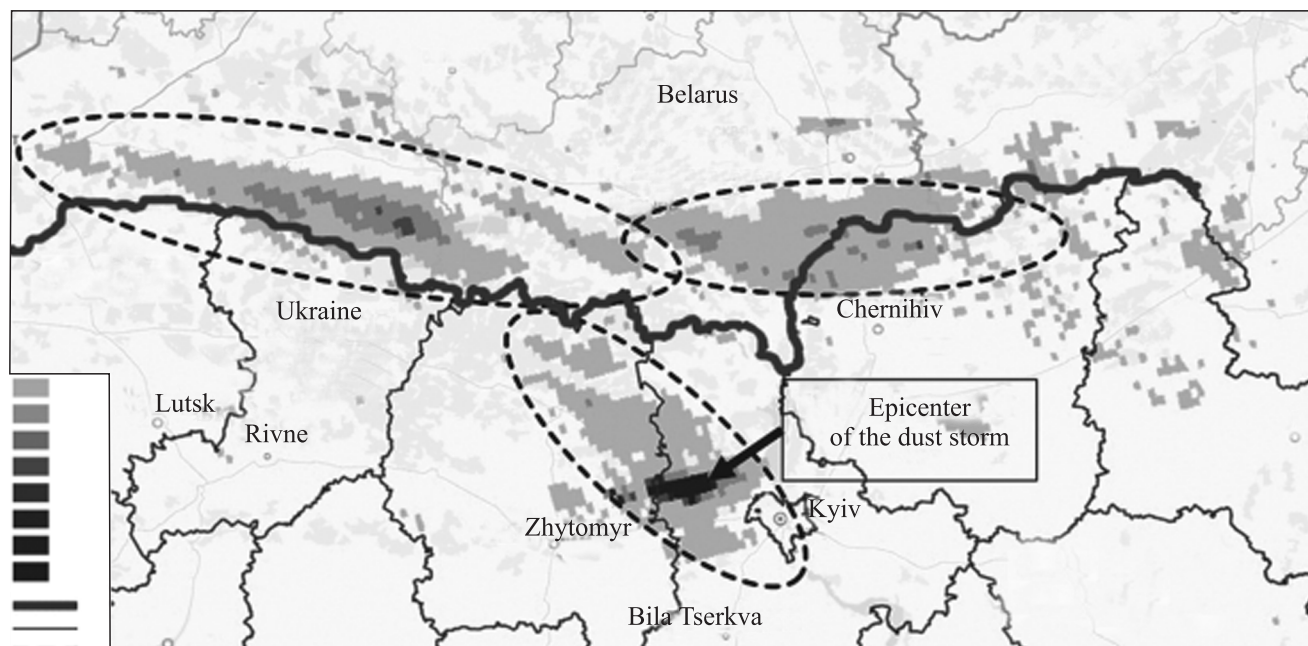 Belarus
Ukraine
Chernihiv
Lutsk
Rivne
Epicenter
of the dust storm
Zhytomyr
Kyiv
Bila Tserkva